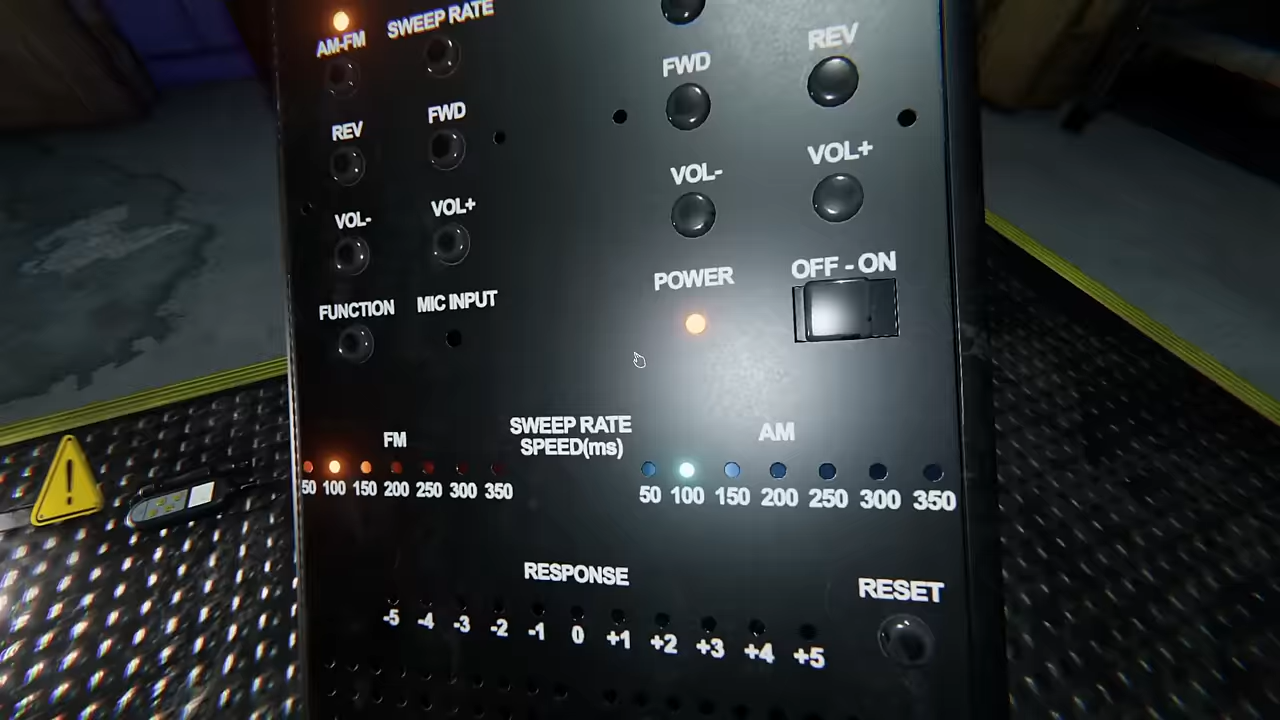 AM-FM
SWEEP RATE
FWD
REV
REV
FWD
VOL-
VOL+
VOL-
VOL+
POWER
OFF - ON
FUNCTION
MIC INPUT
FM
SWEEP RATE
SPEED(ms)
AM
50 100 150 200 250 300 350
50 100 150 200 250 300 350
RESPONSE
RESET
-5 -4 -3 -2 -1 0 +1 +2 +3 +4 +5